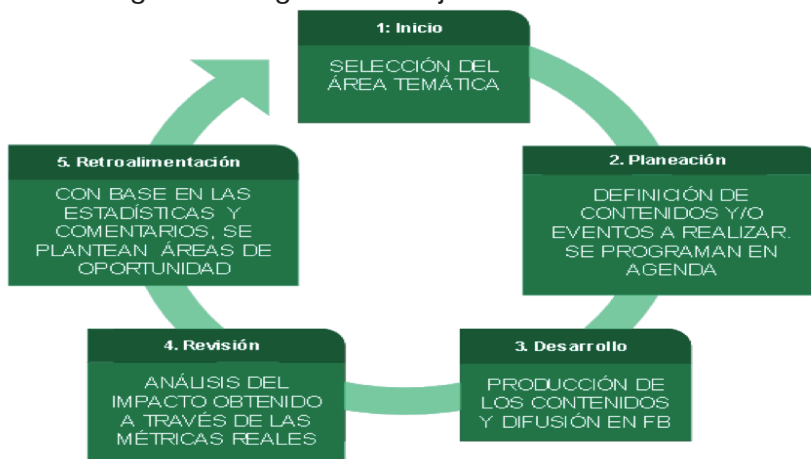 1: Inicio
SELECCIÓN DEL
ÁREA TEMÁTICA
2. Planeación
DEFINICIÓN DE
CONTENIDOS Y/O
EVENTOS A REALIZAR.
SE PROGRAMAN EN
AGENDA
3. Desarrollo
PRODUCCIÓN DE
LOS CONTENIDOS
Y DIFUSIÓN EN FB
4. Revisión
ANÁLISIS DEL
IMPACTO OBTENIDO
A TRAVÉS DE LAS
MÉTRICAS REALES
5. Retroalimentación
CON BASE EN LAS
ESTADÍSTICAS Y
COMENTARIOS, SE
PLANTEAN ÁREAS DE
OPORTUNIDAD